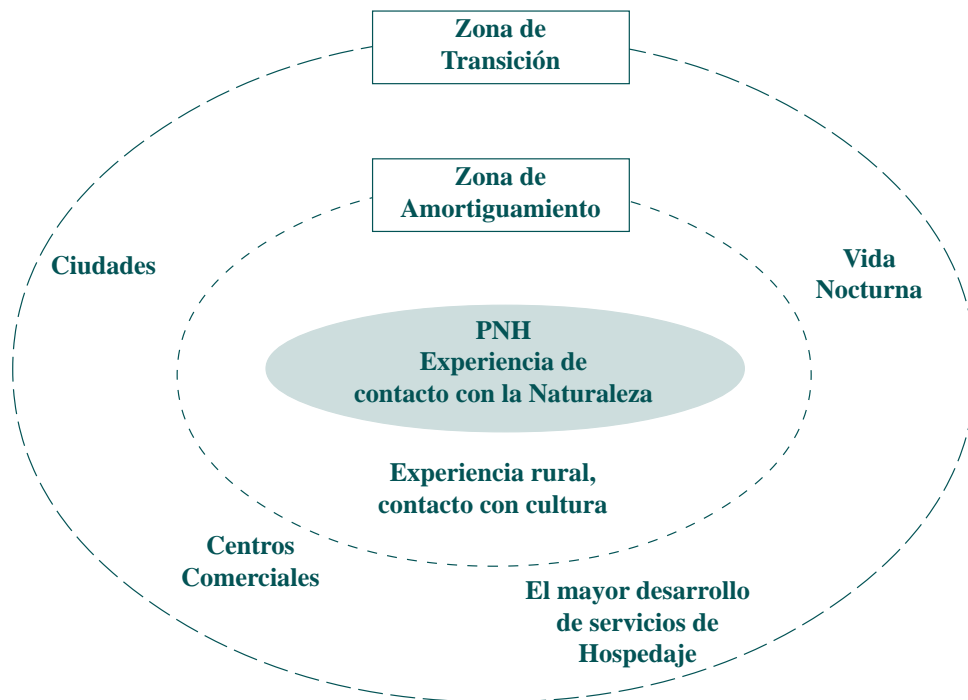 Zona de
Transición
Zona de
Amortiguamiento
Ciudades
Vida
Nocturna
PNH
Experiencia de
contacto con la Naturaleza
Experiencia rural,
contacto con cultura
Centros
Comerciales
El mayor desarrollo
de servicios de
Hospedaje